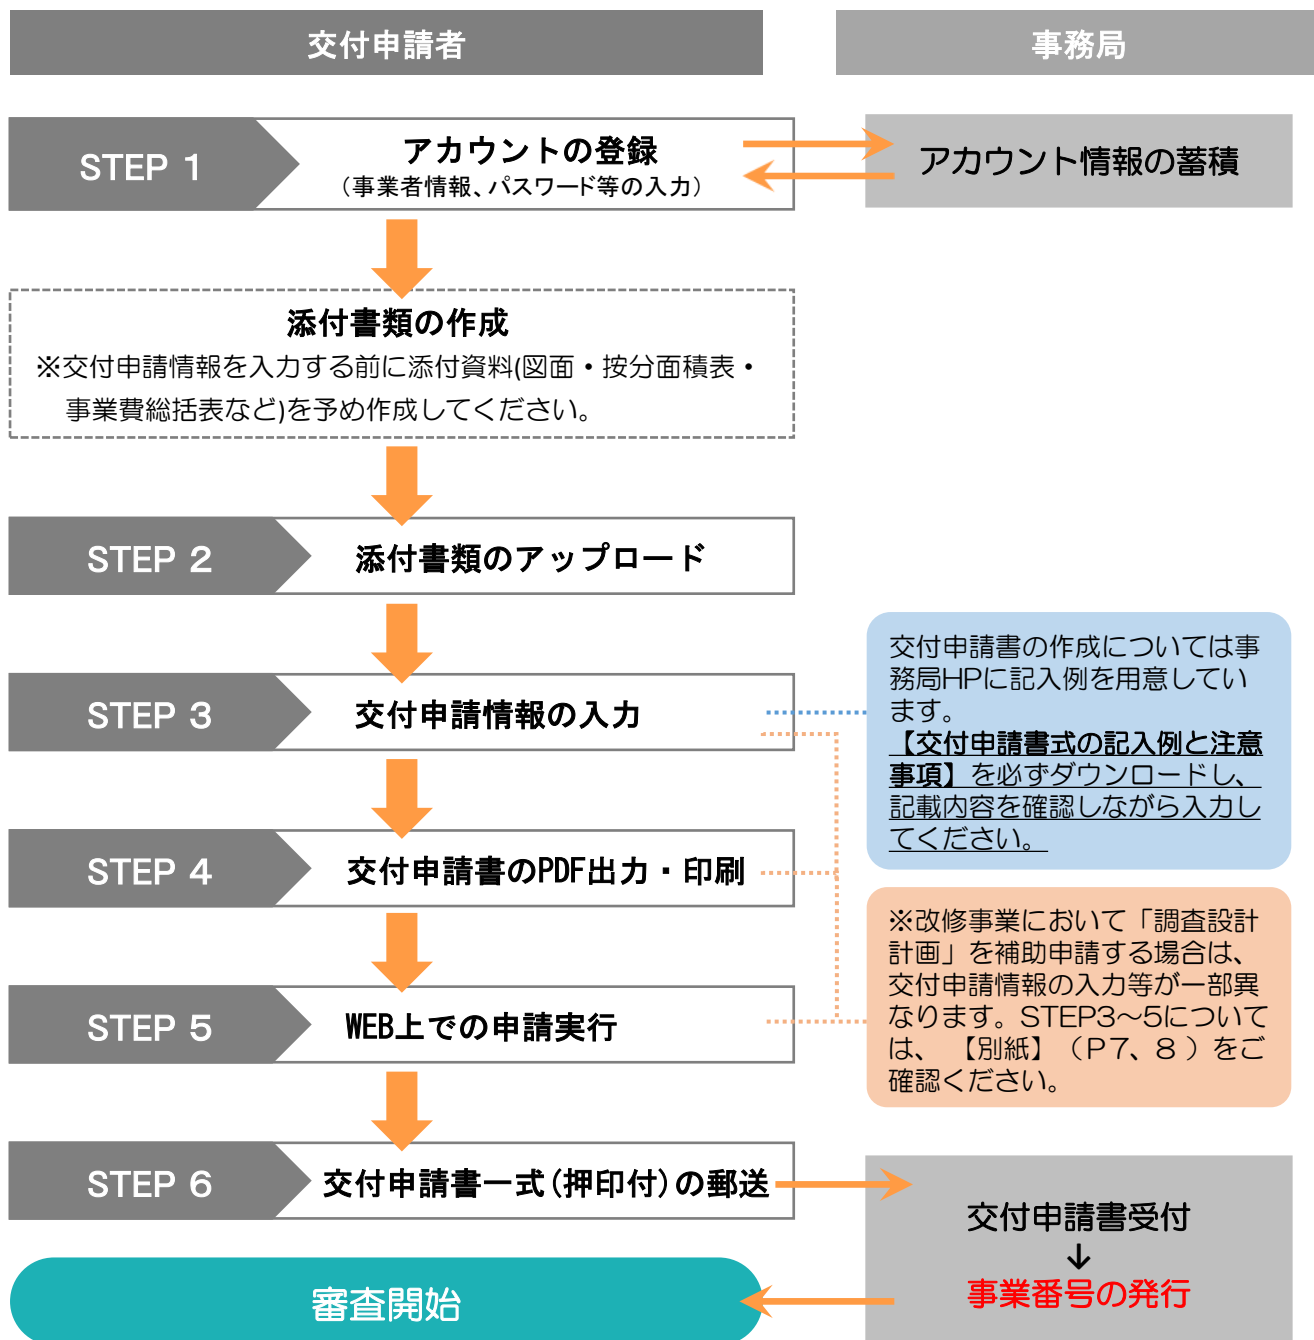 交付申請者
事務局
STEP 1
アカウントの登録
（事業者情報、パスワード等の入力）
アカウント情報の蓄積
添付書類の作成
※交付申請情報を入力する前に添付資料(図面・按分面積表・
事業費総括表など)を予め作成してください。
STEP 2
添付書類のアップロード
STEP 3
交付申請情報の入力
交付申請書の作成については事
務局HPに記入例を用意してい
ます。
【交付申請書式の記入例と注意
事項】を必ずダウンロードし、
記載内容を確認しながら入力し
てください。
STEP 4
交付申請書のPDF出力・印刷
※改修事業において「調査設計
計画」を補助申請する場合は、
交付申請情報の入力等が一部異
なります。STEP3～5について
は、【別紙】（P7、8）をご
確認ください。
STEP 5
WEB上での申請実行
STEP 6
交付申請書一式(押印付)の郵送
交付申請書受付
↓
事業番号の発行
審査開始